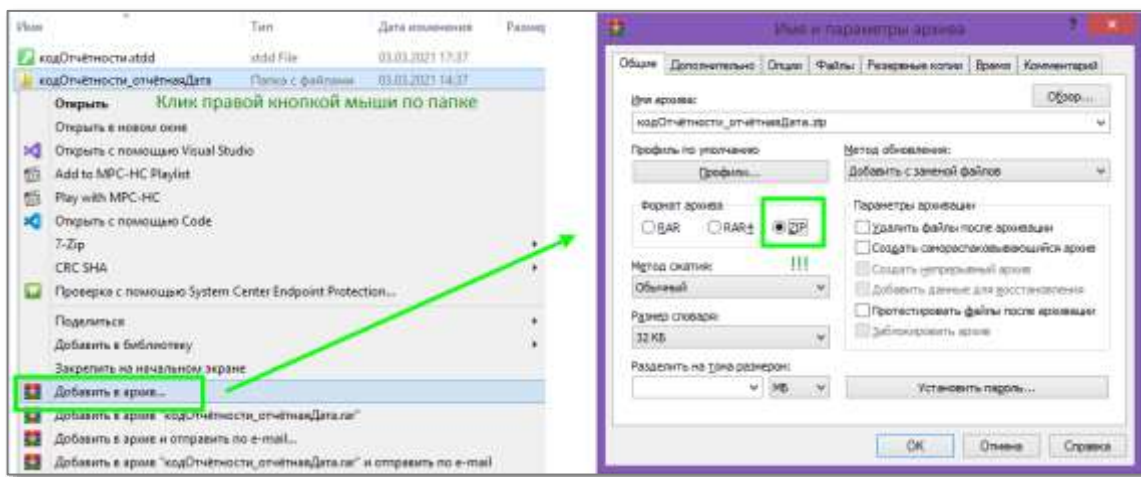 Имя
Тип
Дата изменения
Размер
кодОтчётности.xtdd
xtdd File
03.03.2021 17:37
кодОтчётности_отчётнаяДата
Папка с файлами
03.03.2021 14:37
Открыть
Клик правой кнопкой мыши по папке
Открыть в новом окне
Открыть с помощью Visual Studio
Add to MPC-HC Playlist
Play with MPC-HC
Открыть с помощью Code
7-Zip
CRC SHA
Проверка с помощью System Center Endpoint Protection...
Поделиться
Добавить в библиотеку
Закрепить на начальном экране
Добавить в архив...
Добавить в архив "кодОтчётности_отчётнаяДата.rar"
Добавить в архив и отправить по e-mail...
Добавить в архив "кодОтчётности_отчётнаяДата.rar" и отправить по e-mail
Имя и параметры архива
?
Общие
Дополнительно
Опции
Файлы
Резервные копии
Время
Комментарий
Имя архива:
Обзор...
кодОтчётности_отчётнаяДата.zip
Профиль по умолчанию
Профили...
Метод обновления:
Добавить с заменой файлов
Формат архива
RAR
RAR4
ZIP
!!!
Метод сжатия:
Обычный
Размер словаря:
32 KB
Разделить на тома размером:
МБ
Параметры архивации
Удалить файлы после архивации
Создать самораспаковывающийся архив
Создать непрерывный архив
Добавить данные для восстановления
Протестировать файлы после архивации
Заблокировать архив
Установить пароль...
OK
Отмена
Справка